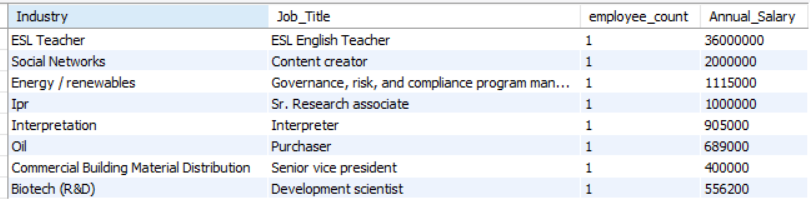 Industry Job_Title employee_count Annual_Salary
ESL Teacher ESL English Teacher 1 36000000
Social Networks Content creator 1 2000000
Energy / renewables Governance, risk, and compliance program man... 1 1115000
Ipr Sr. Research associate 1 1000000
Interpretation Interpreter 1 905000
Oil Purchaser 1 689000
Commercial Building Material Distribution Senior vice president 1 400000
Biotech (R&D) Development scientist 1 556200